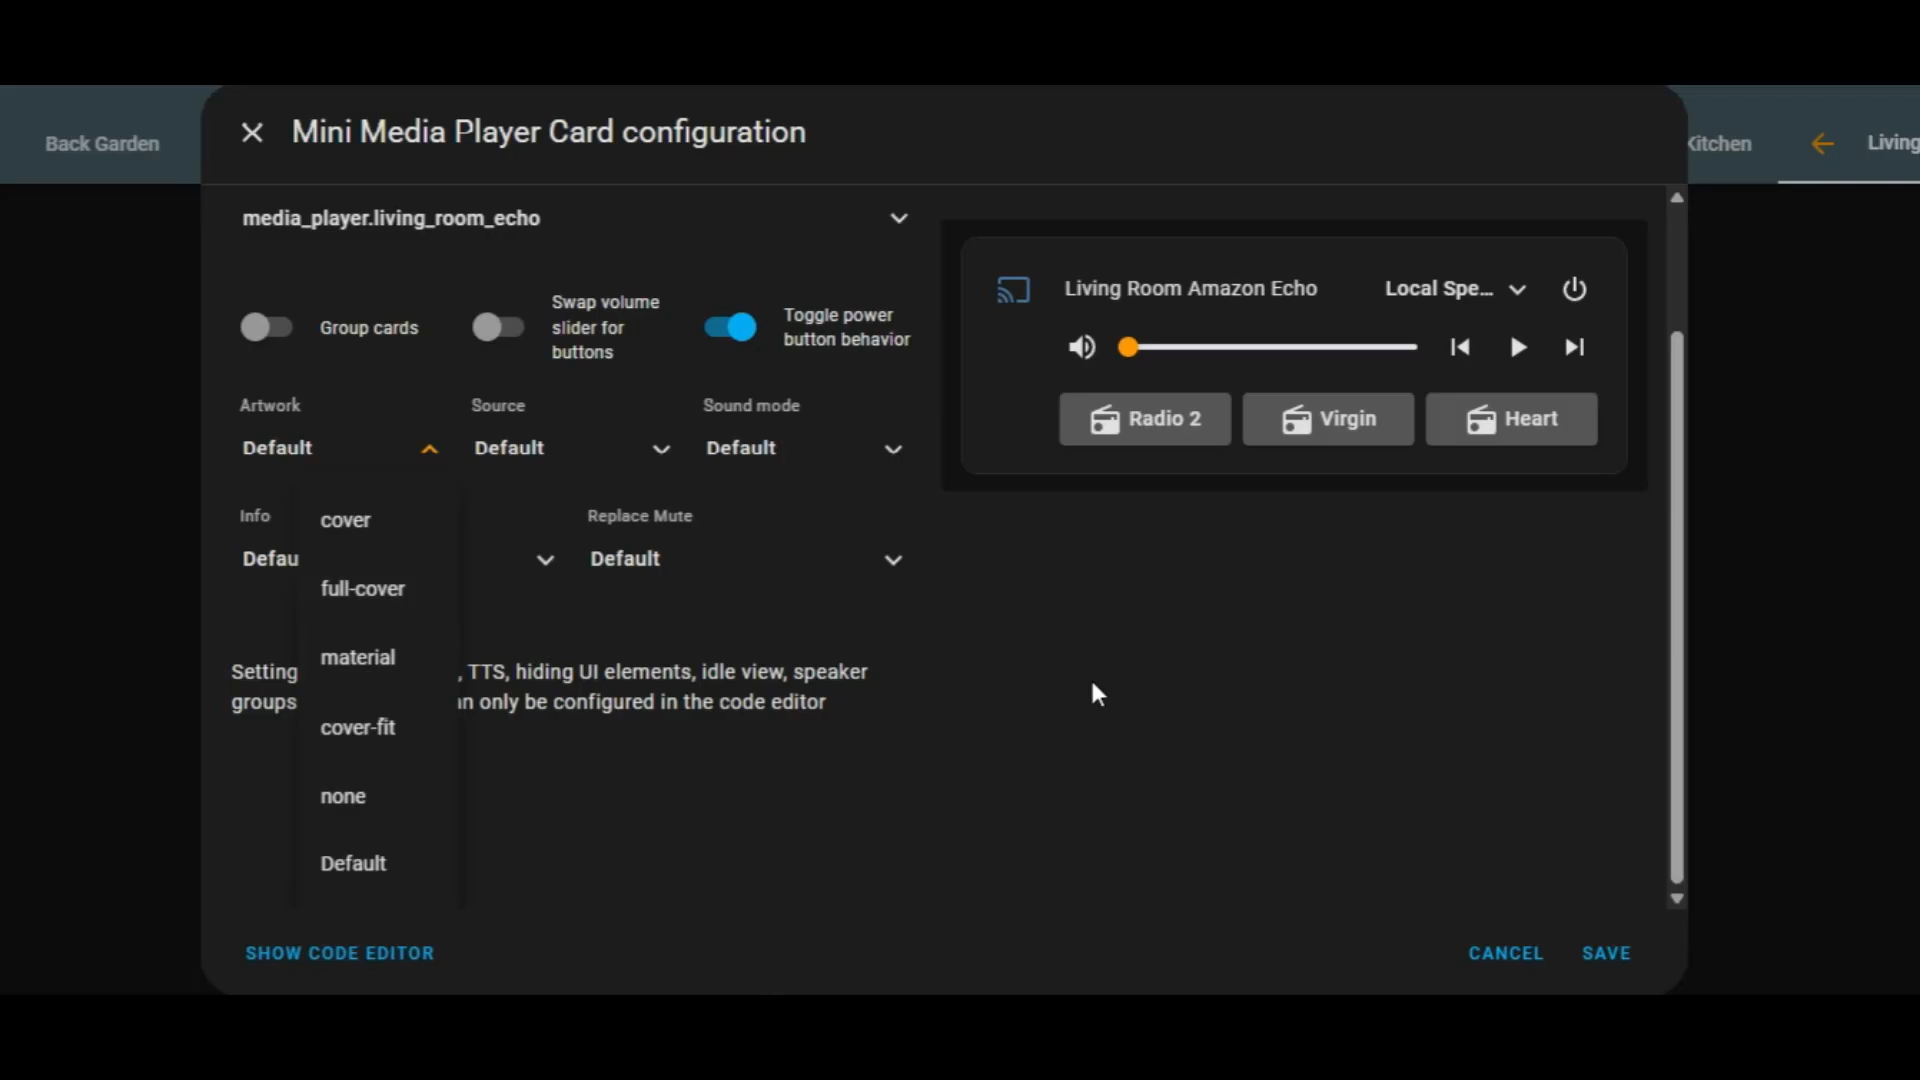 Back Garden
Mini Media Player Card configuration
Kitchen
Living
media_player.living_room_echo
Group cards
Swap volume
slider for
buttons
Toggle power
button behavior
Living Room Amazon Echo
Local Spe...
Radio 2
Virgin
Heart
Artwork
Source
Sound mode
Default
Default
Default
Info
Replace Mute
Defau
Default
cover
full-cover
material
cover-fit
none
Default
Setting , TTS, hiding UI elements, idle view, speaker
groups n only be configured in the code editor
SHOW CODE EDITOR
CANCEL
SAVE